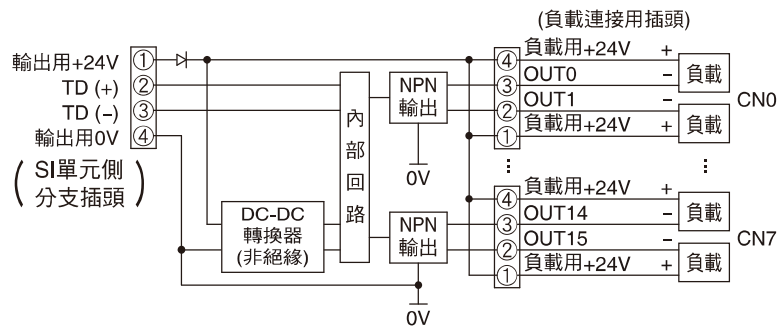 (負載連接用插頭)
輸出用+24V ①
TD (+) ②
TD (−) ③
輸出用0V ④
( SI單元側
分支插頭 )
DC-DC
轉換器
(非絕緣)
內
部
回
路
NPN
輸出
0V
NPN
輸出
0V
④ 負載用+24V + 負載
③ OUT0 −
② OUT1 − 負載
① 負載用+24V +
CN0
④ 負載用+24V + 負載
③ OUT14 −
② OUT15 − 負載
① 負載用+24V +
CN7